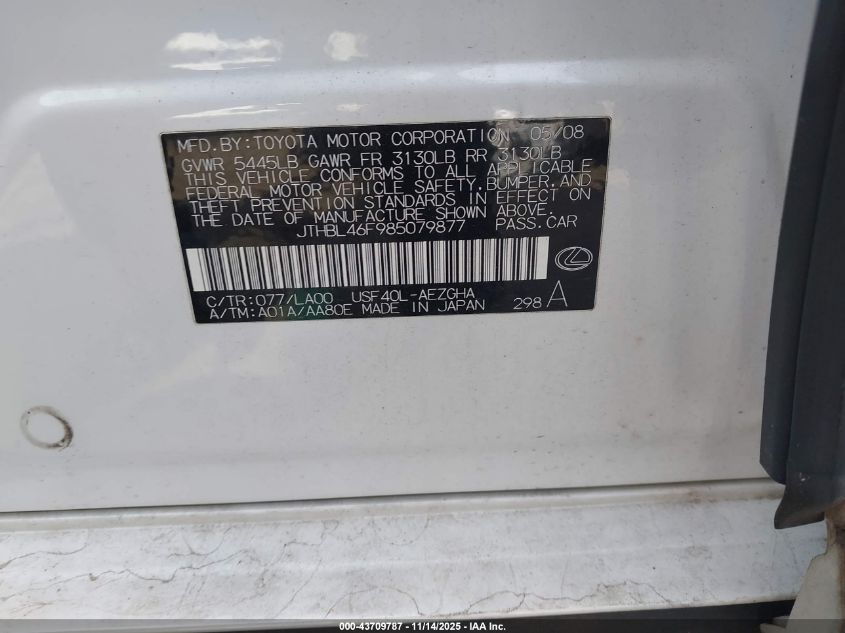 MFD.BY:TOYOTA MOTOR CORPORATION 05/08
GVWR 5445LB GAWR FR 3130LB RR 3130LB
THIS VEHICLE CONFORMS TO ALL APPLICABLE
FEDERAL MOTOR VEHICLE SAFETY,BUMPER,AND
THEFT PREVENTION STANDARDS IN EFFECT ON
THE DATE OF MANUFACTURE SHOWN ABOVE.
JTHBL46F985079877 PASS.CAR
C/TR:077/LA00 USF40L-AEZGHA
A/TM:A01A/AA80E MADE IN JAPAN 298 A
000-43709787 - 11/14/2025 - IAA Inc.